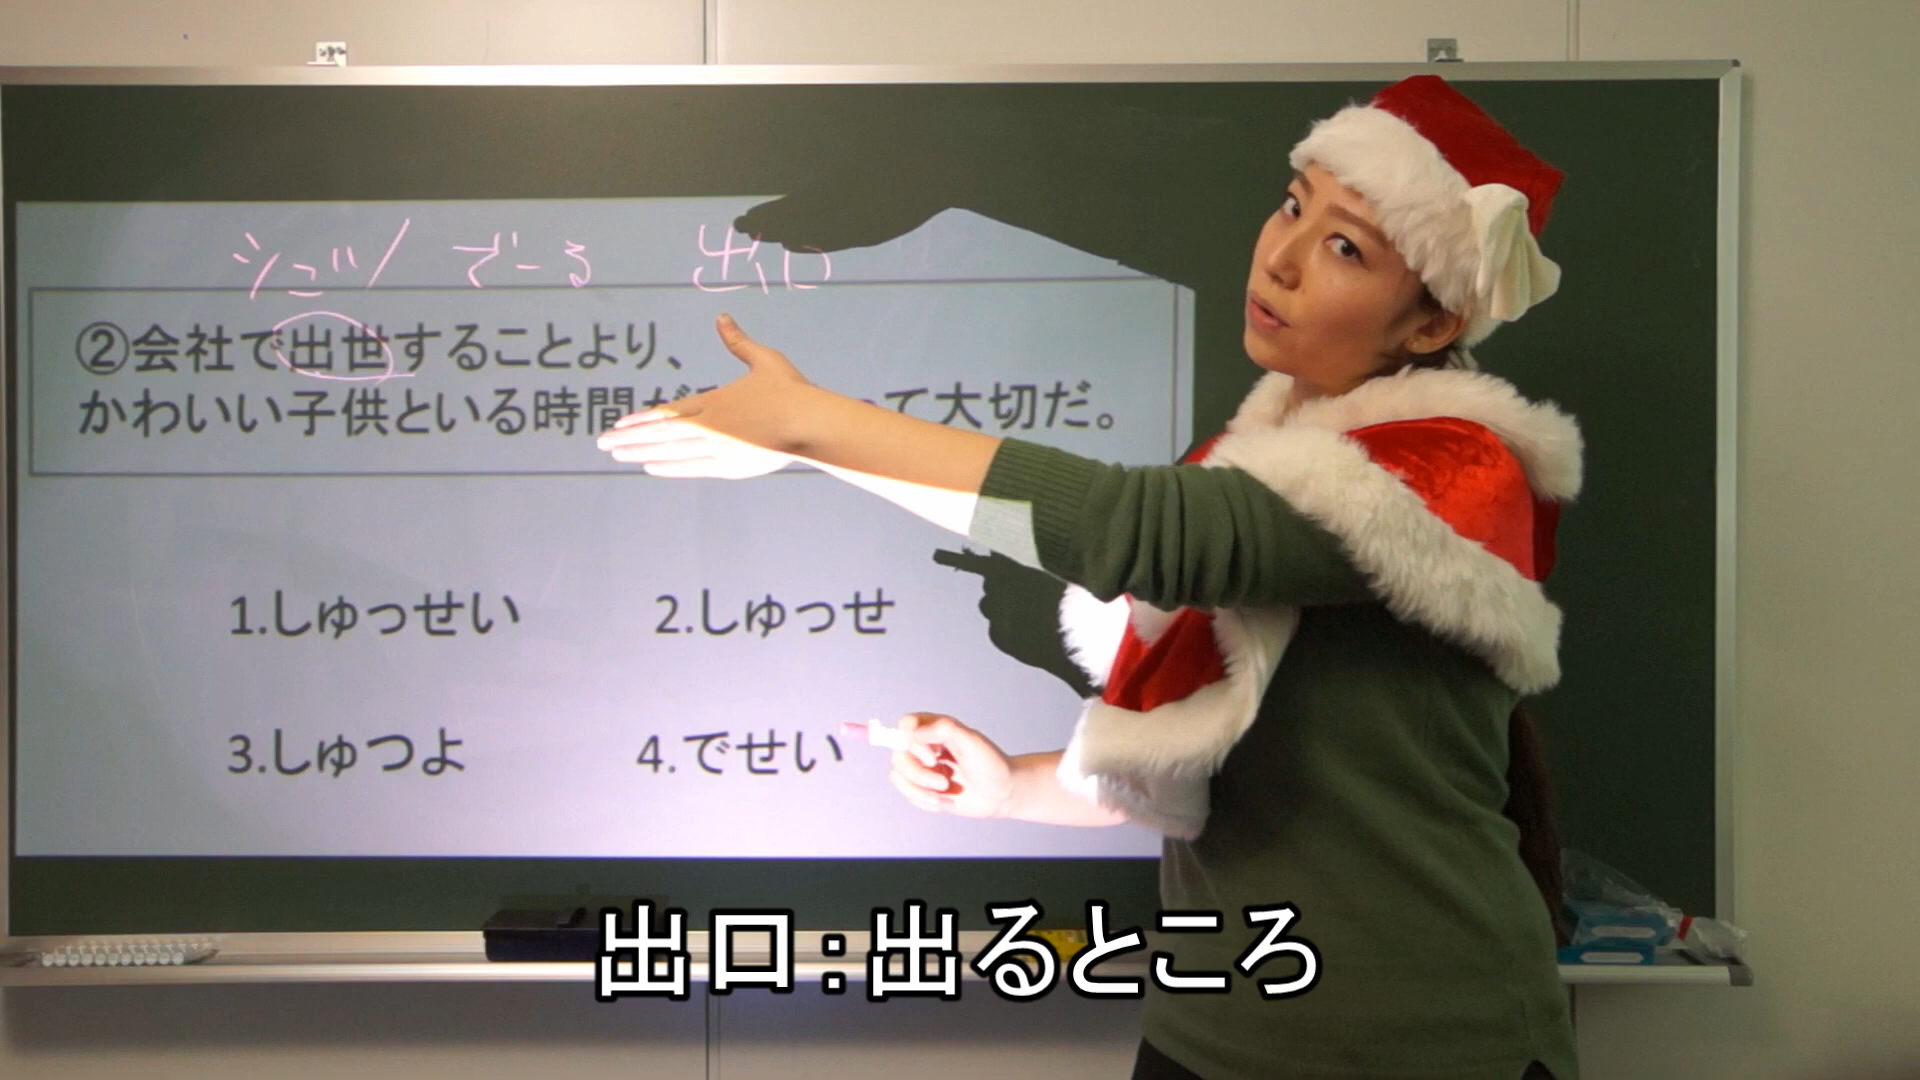 シュツ でーる 出口
②会社で出世することより、
かわいい子供といる時間が って大切だ。
1.しゅっせい 2.しゅっせ
3.しゅつよ 4.でせい
出口:出るところ